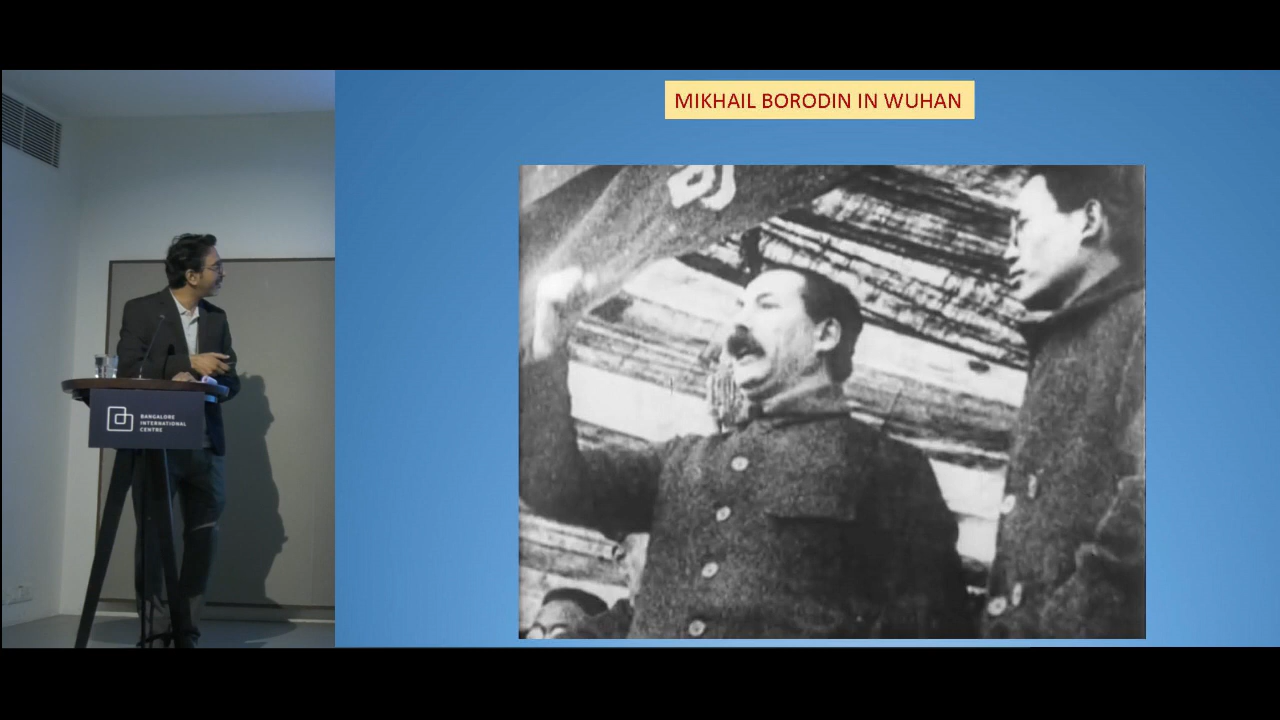 MIKHAIL BORODIN IN WUHAN
BANGALORE
INTERNATIONAL
CENTRE